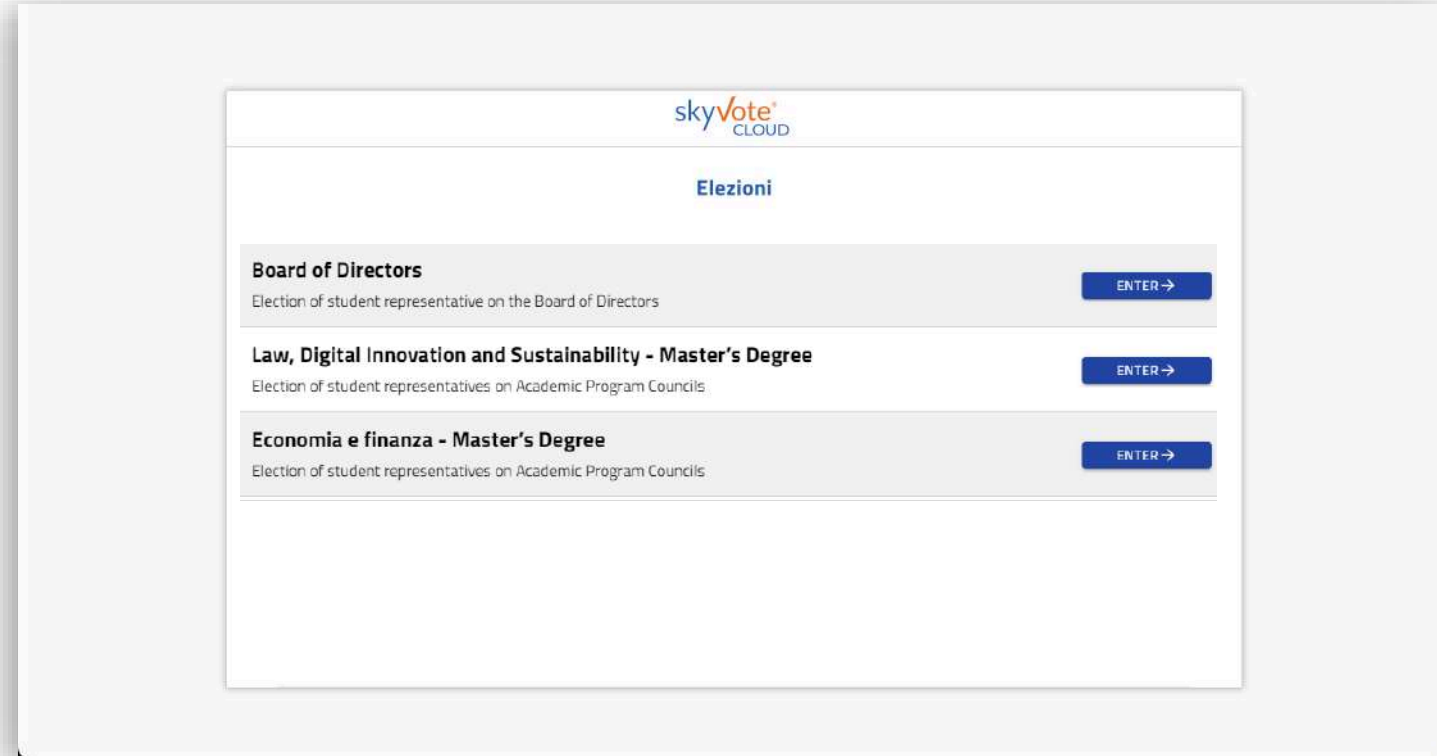 skyvote®
CLOUD
Elezioni
Board of Directors
Election of student representative on the Board of Directors
ENTER→
Law, Digital Innovation and Sustainability - Master's Degree
Election of student representatives on Academic Program Councils
ENTER→
Economia e finanza - Master's Degree
Election of student representatives on Academic Program Councils
ENTER→